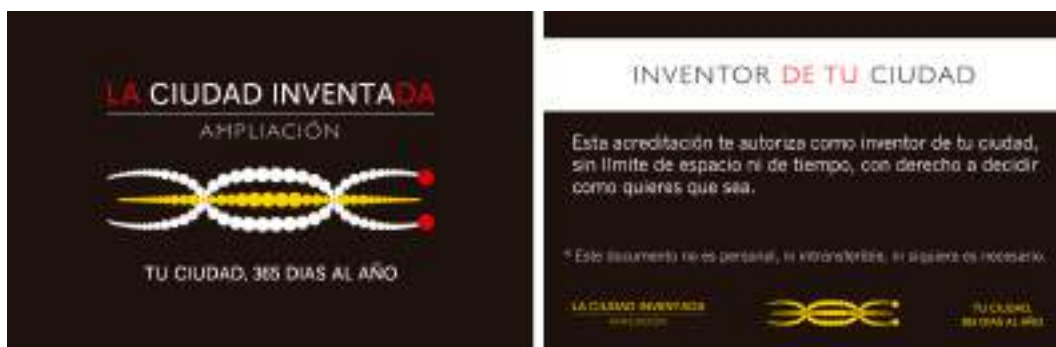 LA CIUDAD INVENTADA
AMPLIACIÓN
TU CIUDAD, 365 DIAS AL AÑO
INVENTOR DE TU CIUDAD
Esta acreditación te autoriza como inventor de tu ciudad,
sin límite de espacio ni de tiempo, con derecho a decidir
como quieres que sea.
* Este documento no es personal, ni intransferible, ni siquiera es necesario.
LA CIUDAD INVENTADA
AMPLIACIÓN
TU CIUDAD,
365 DIAS AL AÑO